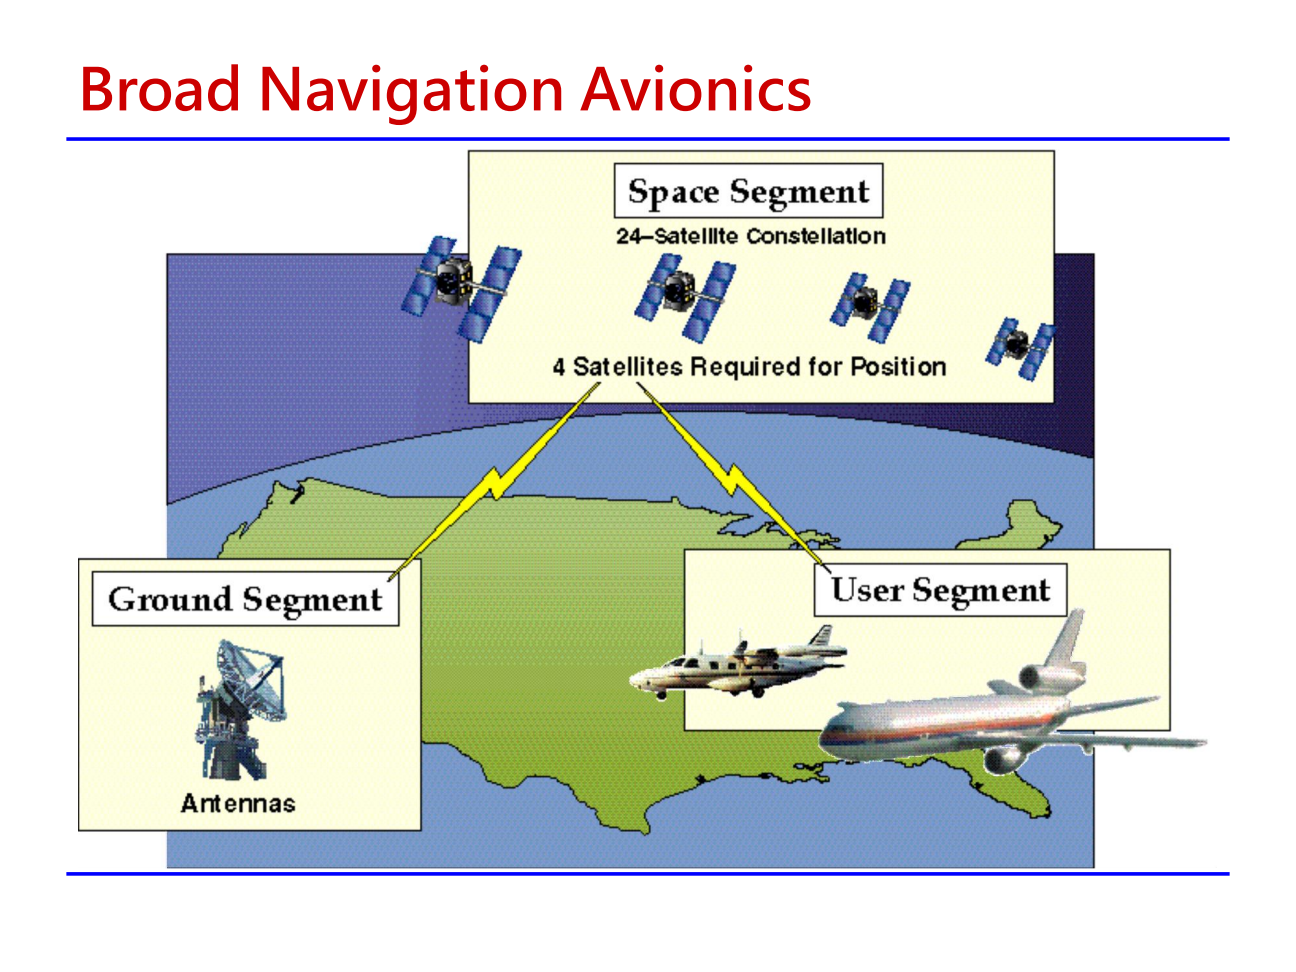 Broad Navigation Avionics
Space Segment
24–Satellite Constellation
4 Satellites Required for Position
Ground Segment
Antennas
User Segment